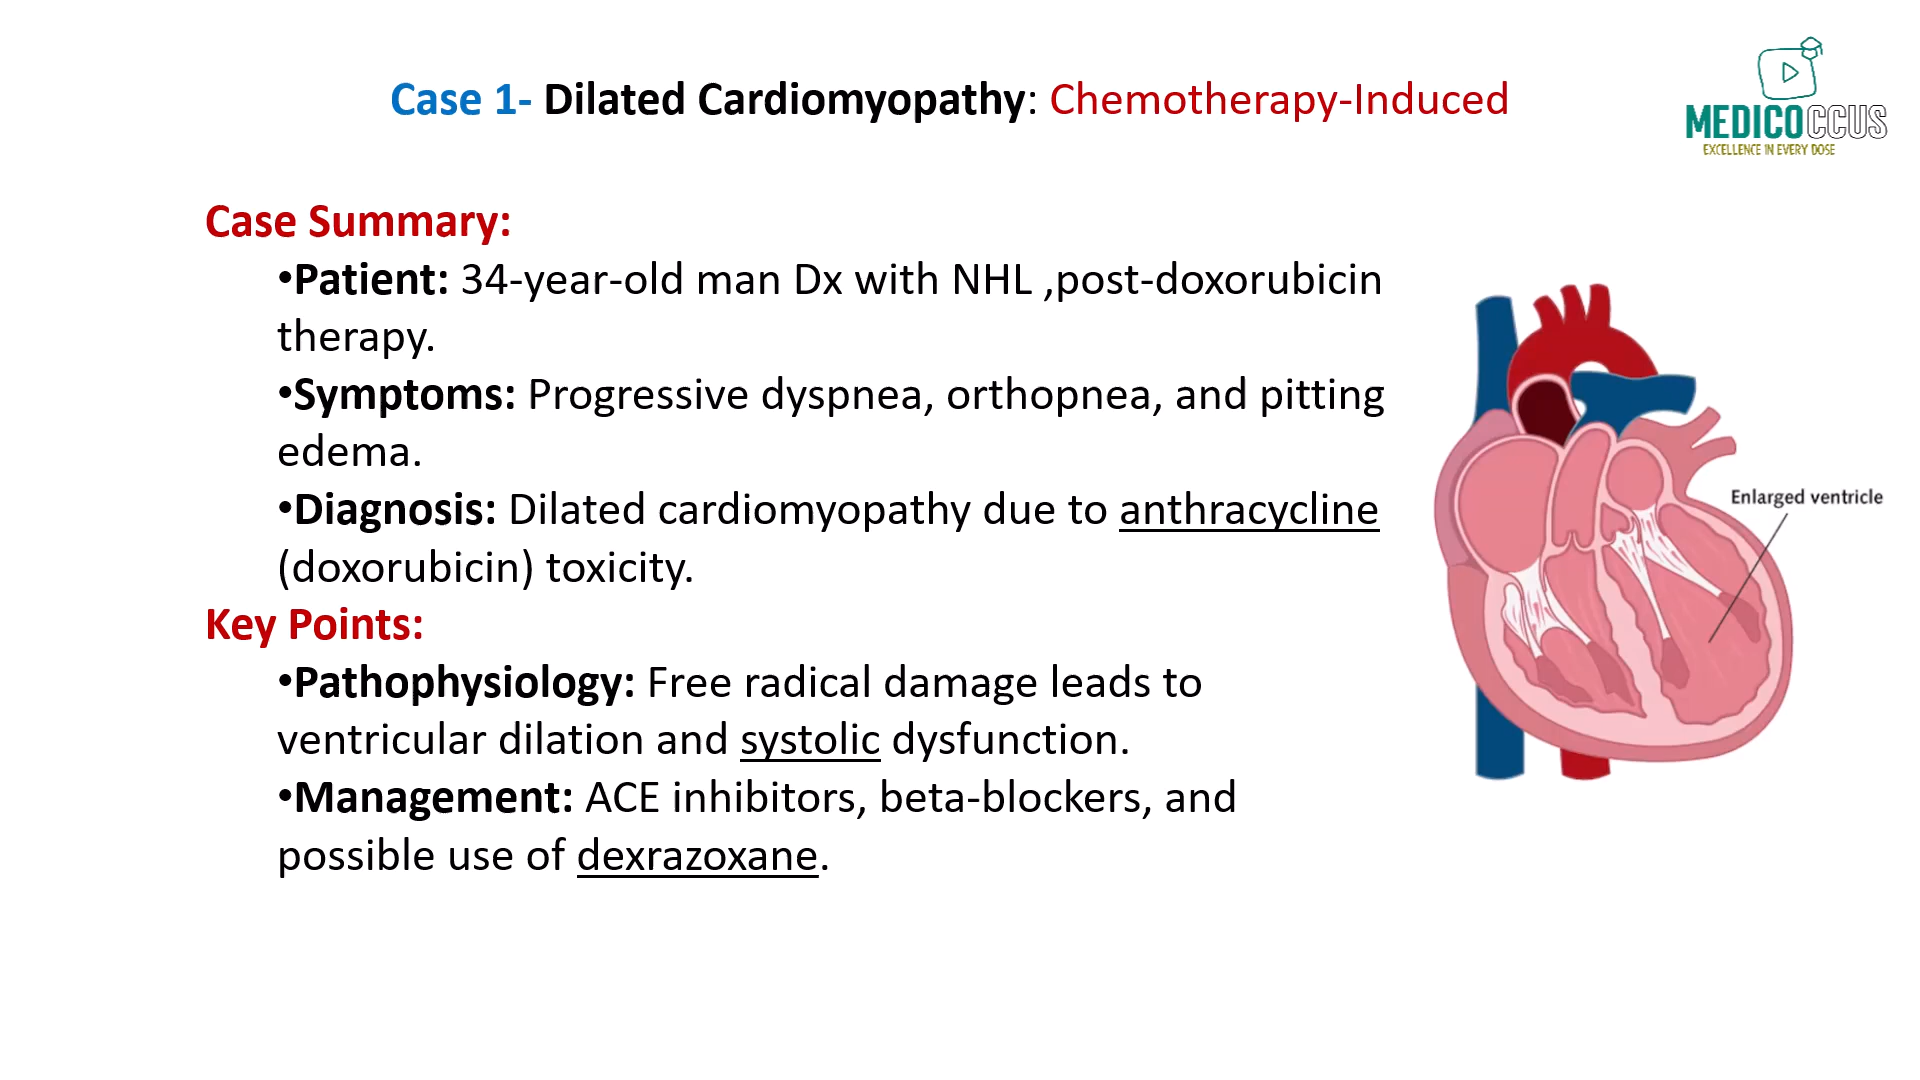 Case 1- Dilated Cardiomyopathy: Chemotherapy-Induced
MEDICOCCUS
EXCELLENCE IN EVERY DOSE
Case Summary:
•Patient: 34-year-old man Dx with NHL ,post-doxorubicin
therapy.
•Symptoms: Progressive dyspnea, orthopnea, and pitting
edema.
•Diagnosis: Dilated cardiomyopathy due to anthracycline
(doxorubicin) toxicity.
Key Points:
•Pathophysiology: Free radical damage leads to
ventricular dilation and systolic dysfunction.
•Management: ACE inhibitors, beta-blockers, and
possible use of dexrazoxane.
Enlarged ventricle